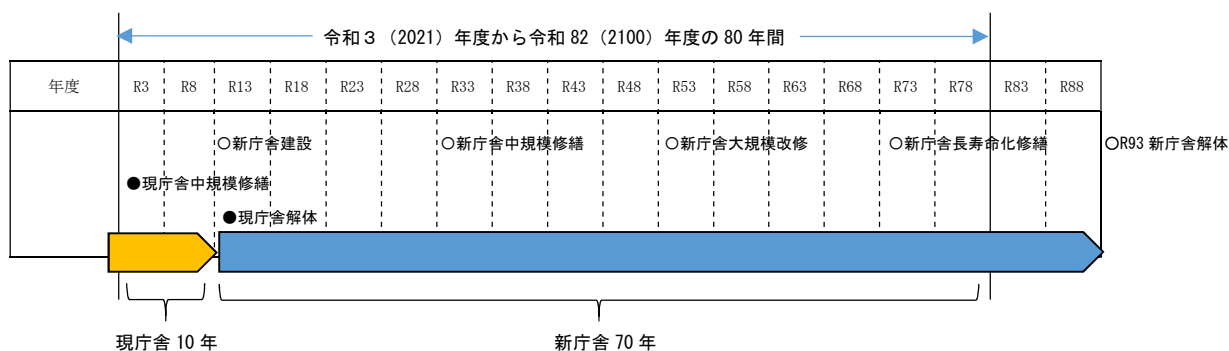 令和３（2021）年度から令和 82（2100）年度の 80 年間
年度 R3 R8 R13 R18 R23 R28 R33 R38 R43 R48 R53 R58 R63 R68 R73 R78 R83 R88
○新庁舎建設 ○新庁舎中規模修繕 ○新庁舎大規模改修 ○新庁舎長寿命化修繕 ○R93 新庁舎解体
●現庁舎中規模修繕
●現庁舎解体
現庁舎 10 年 新庁舎 70 年